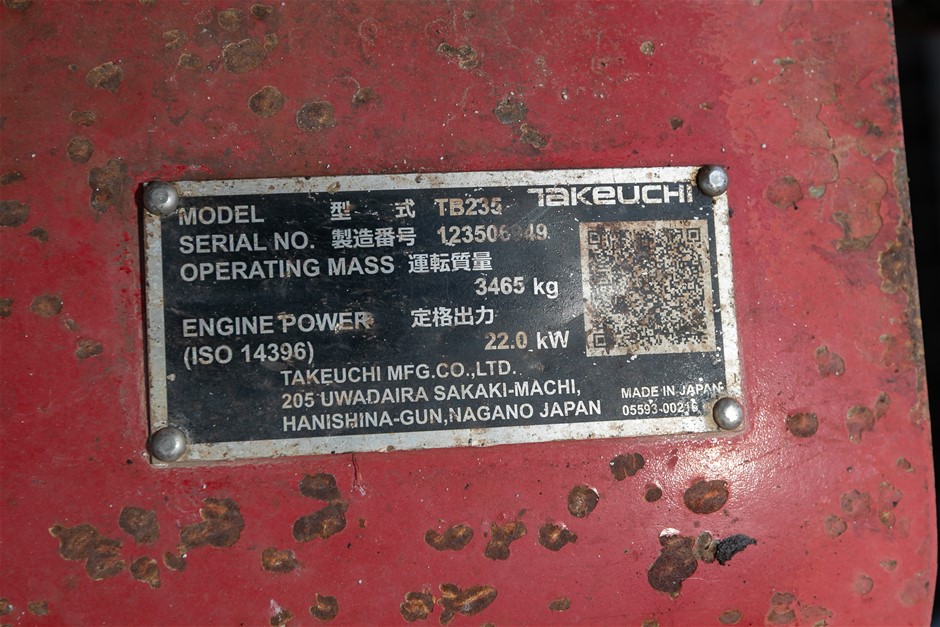 TAKEUCHI
MODEL 型 式 TB235
SERIAL NO. 製造番号
OPERATING MASS 運転質量
3465 kg
ENGINE POWER 定格出力
(ISO 14396) 22.0 kW
TAKEUCHI MFG.CO.,LTD.
205 UWADAIRA SAKAKI-MACHI,
HANISHINA-GUN,NAGANO JAPAN
MADE IN JAPAN